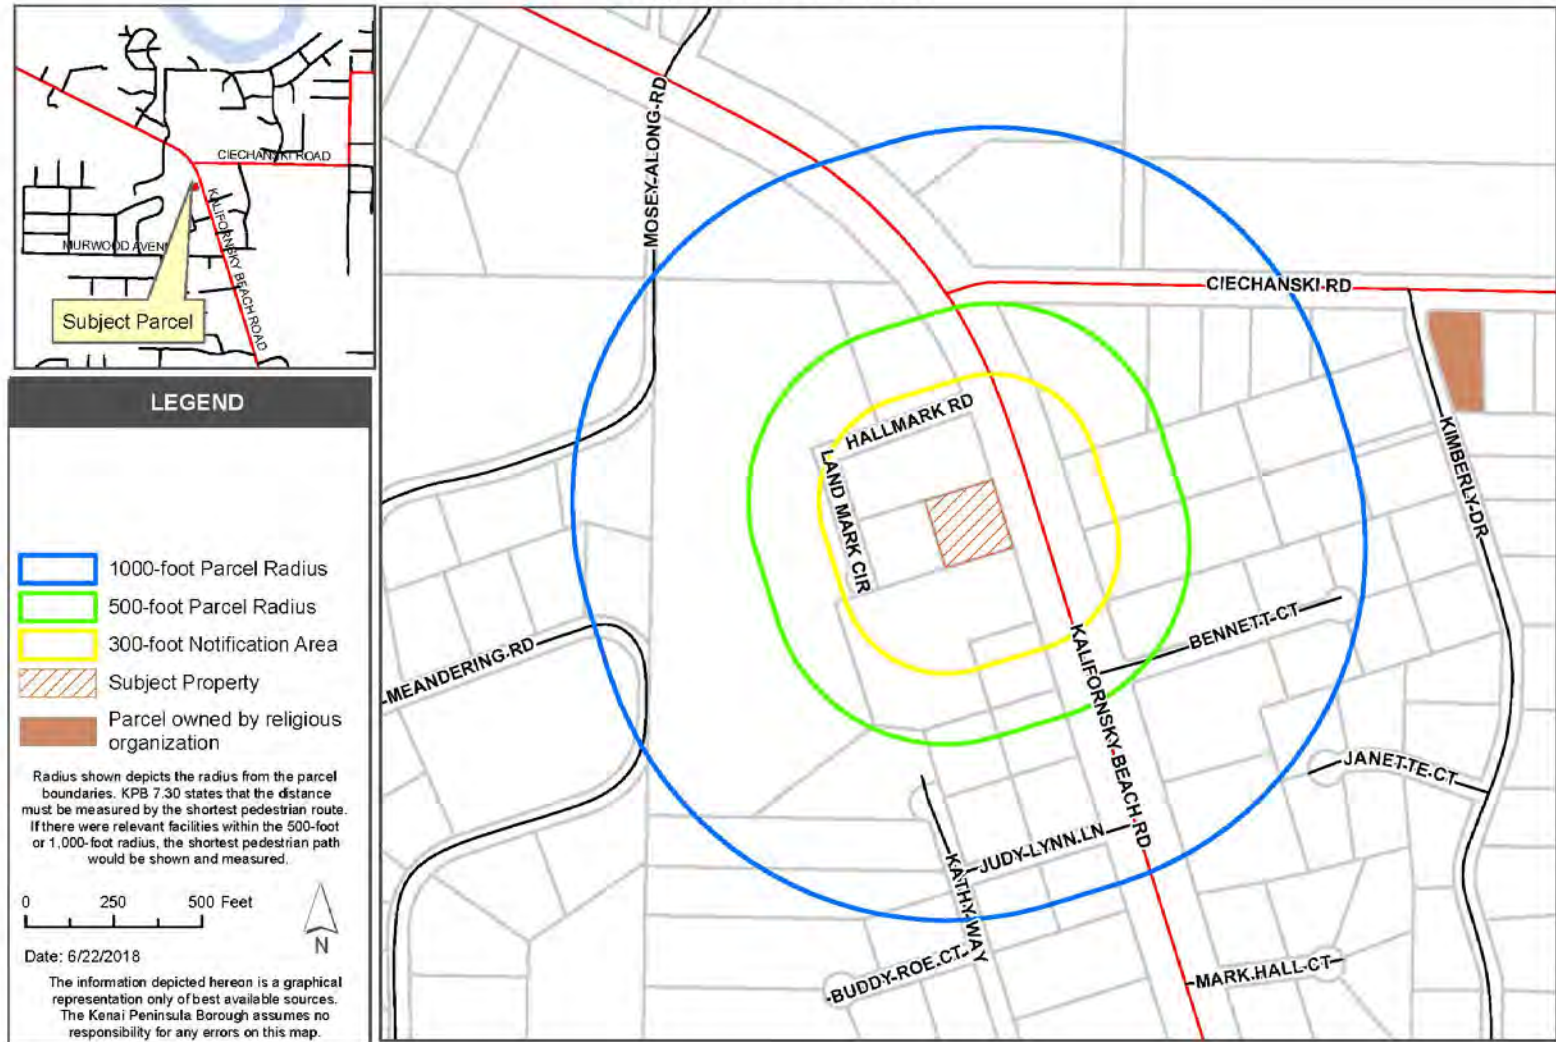 CIECHANSKI ROAD
KALIFORNSKY BEACH ROAD
Subject Parcel
LEGEND
1000-foot Parcel Radius
500-foot Parcel Radius
300-foot Notification Area
Subject Property
Parcel owned by religious
organization
Radius shown depicts the radius from the parcel
boundaries. KPB 7.30 states that the distance
must be measured by the shortest pedestrian route.
If there were relevant facilities within the 500-foot
or 1,000-foot radius, the shortest pedestrian path
would be shown and measured.
0 250 500 Feet
N
Date: 6/22/2018
The information depicted hereon is a graphical
representation only of best available sources.
The Kenai Peninsula Borough assumes no
responsibility for any errors on this map.
MOSEY ALONG RD
CIECHANSKI RD
HALLMARK RD
LAND MARK CIR
KIMBERLY DR
MEANDERING RD
BENNETT CT
KALIFORNSKY BEACH RD
JANETTE CT
JUDY LYNN LN
KATHY WAY
BUDDY ROE CT
MARK HALL CT